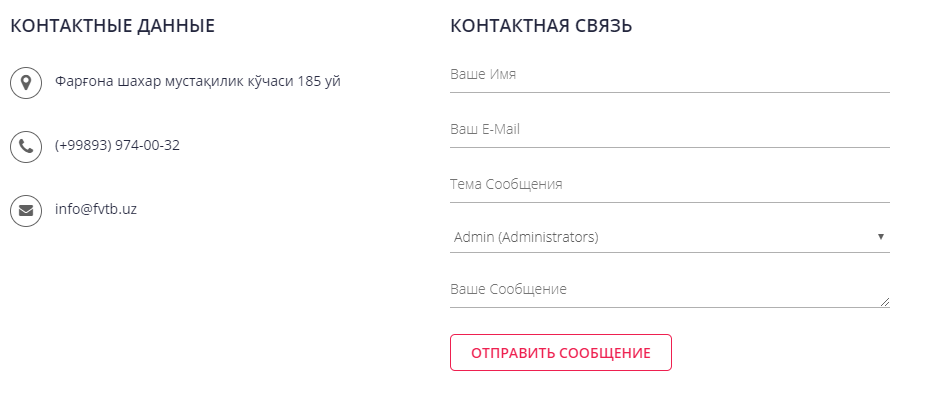 КОНТАКТНЫЕ ДАННЫЕ
Фарғона шахар мустақилик кўчаси 185 уй
(+99893) 974-00-32
info@fvtb.uz
КОНТАКТНАЯ СВЯЗЬ
Ваше Имя
Ваш E-Mail
Тема Сообщения
Admin (Administrators)
Ваше Сообщение
ОТПРАВИТЬ СООБЩЕНИЕ